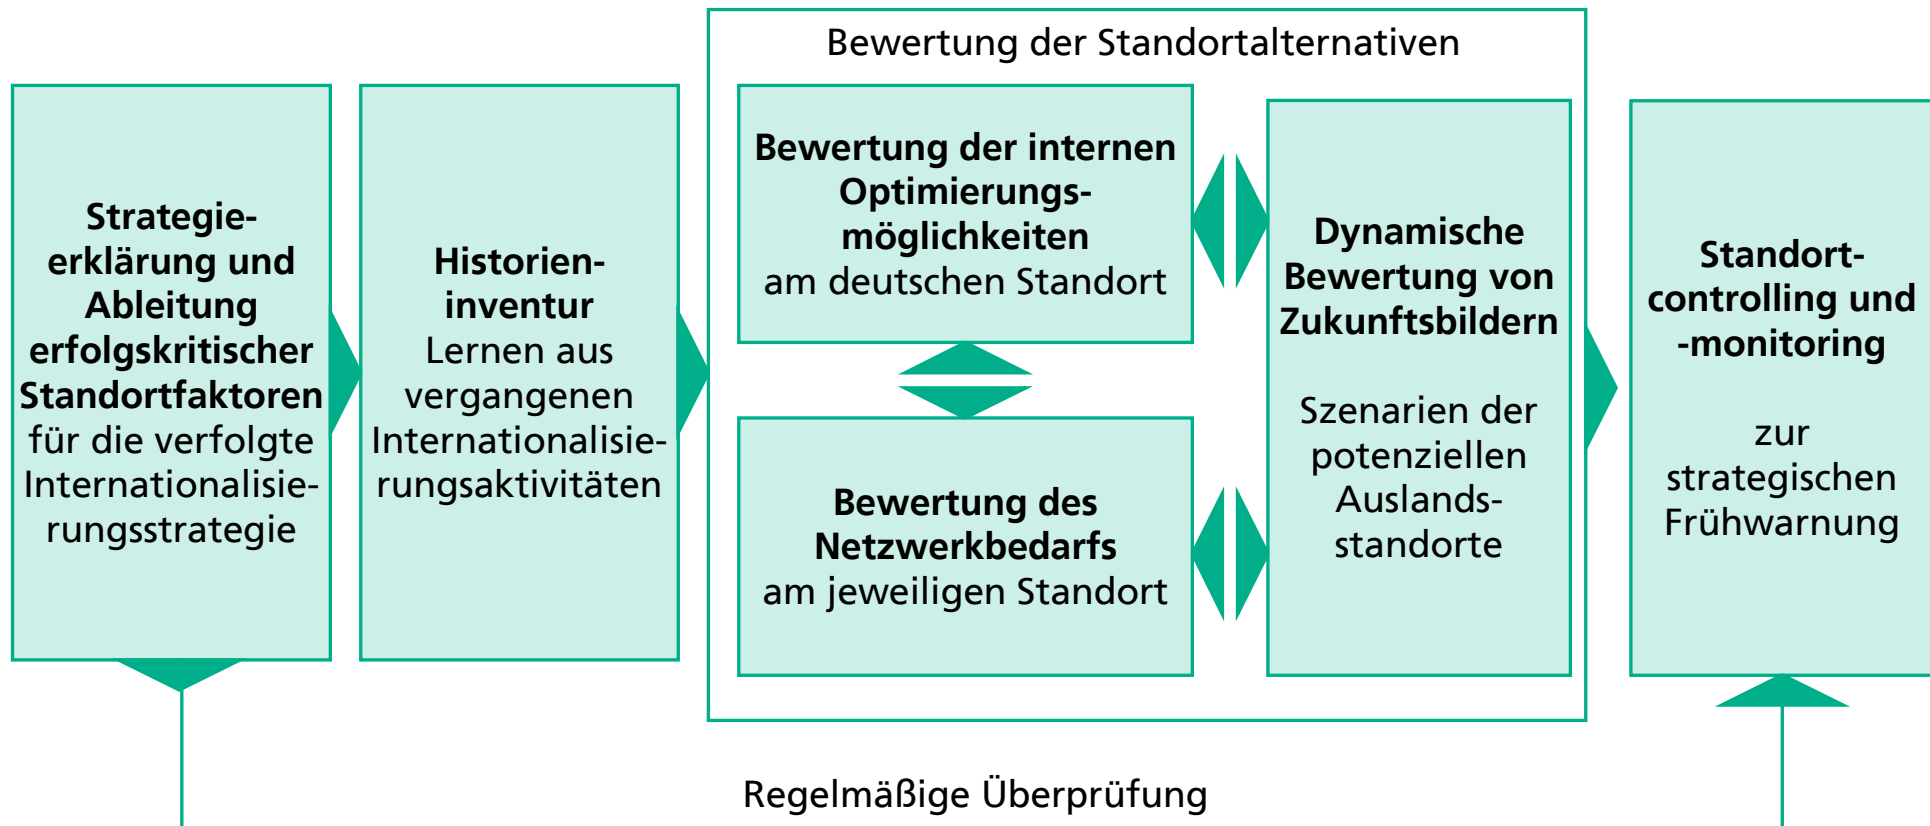 Bewertung der Standortalternativen
Strategie-
erklärung und
Ableitung
erfolgskritischer
Standortfaktoren
für die verfolgte
Internationalisie-
rungsstrategie
Historien-
inventur
Lernen aus
vergangenen
Internationalisie-
rungsaktivitäten
Bewertung der internen
Optimierungs-
möglichkeiten
am deutschen Standort
Bewertung des
Netzwerkbedarfs
am jeweiligen Standort
Dynamische
Bewertung von
Zukunftsbildern
Szenarien der
potenziellen
Auslands-
standorte
Standort-
controlling und
-monitoring
zur
strategischen
Frühwarnung
Regelmäßige Überprüfung